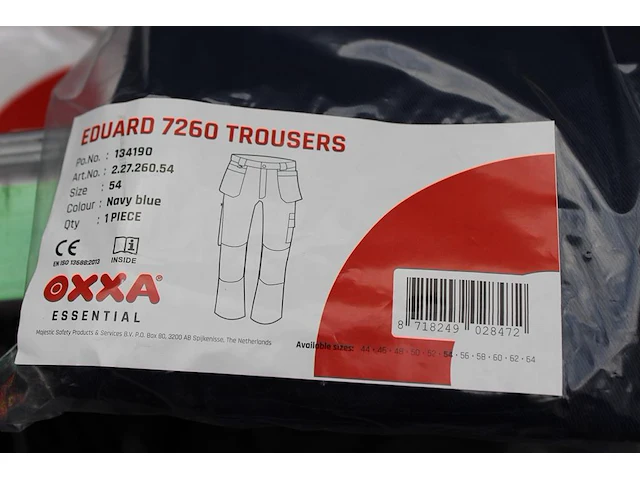 EDUARD 7260 TROUSERS
Po.No. : 134190
Art.No. : 2.27.260.54
Size : 54
Colour : Navy blue
Qty : 1 PIECE
CE
EN ISO 13688:2013
i
INSIDE
OXXA®
ESSENTIAL
Majestic Safety Products & Services B.V. P.O. Box 80, 3200 AB Spijkenisse, The Netherlands
8 718249 028472
Available sizes: 44 • 46 • 48 • 50 • 52 • 54 • 56 • 58 • 60 • 62 • 64